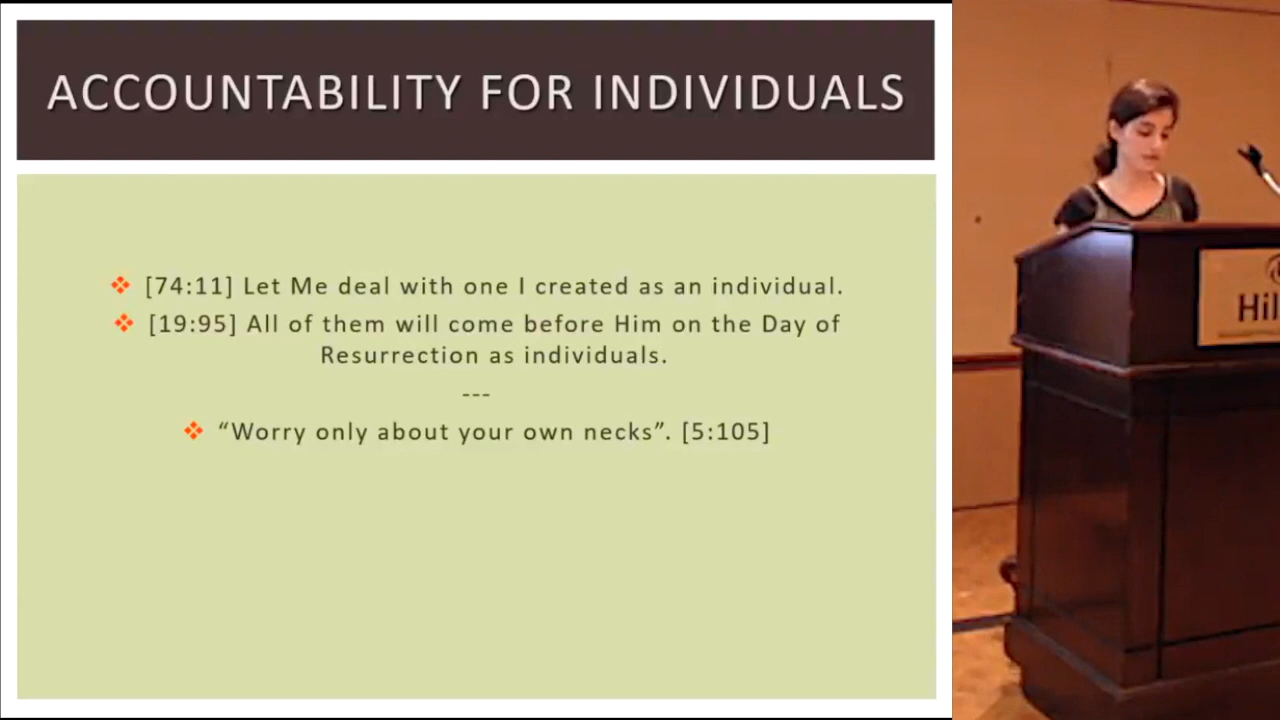 ACCOUNTABILITY FOR INDIVIDUALS
[74:11] Let Me deal with one I created as an individual.
[19:95] All of them will come before Him on the Day of
Resurrection as individuals.
---
“Worry only about your own necks”. [5:105]